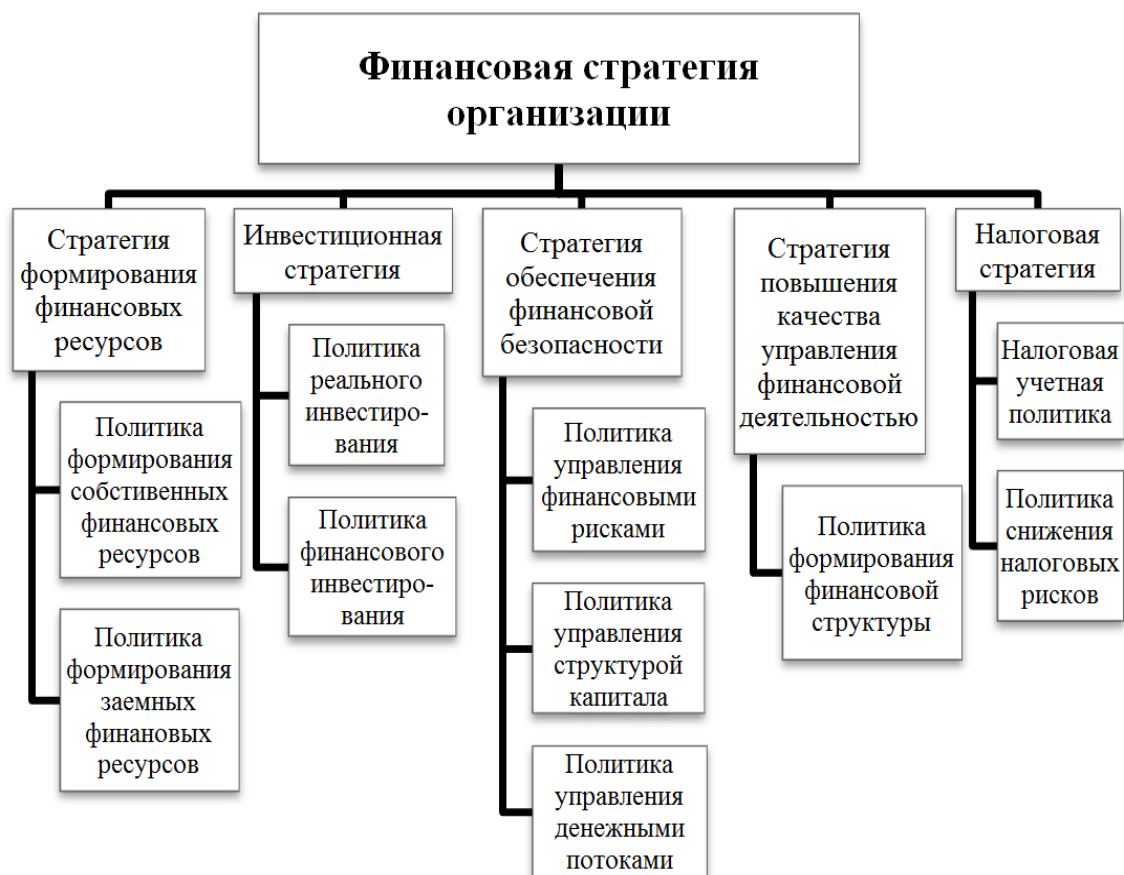 Финансовая стратегия
организации
Стратегия
формирования
финансовых
ресурсов
Политика
формирования
собстивенных
финансовых
ресурсов
Политика
формирования
заемных
финановых
ресурсов
Инвестиционная
стратегия
Политика
реального
инвестиро-
вания
Политика
финансового
инвестиро-
вания
Стратегия
обеспечения
финансовой
безопасности
Политика
управления
финансовыми
рисками
Политика
управления
структурой
капитала
Политика
управления
денежными
потоками
Стратегия
повышения
качества
управления
финансовой
деятельностью
Политика
формирования
финансовой
структуры
Налоговая
стратегия
Налоговая
учетная
политика
Политика
снижения
налоговых
рисков